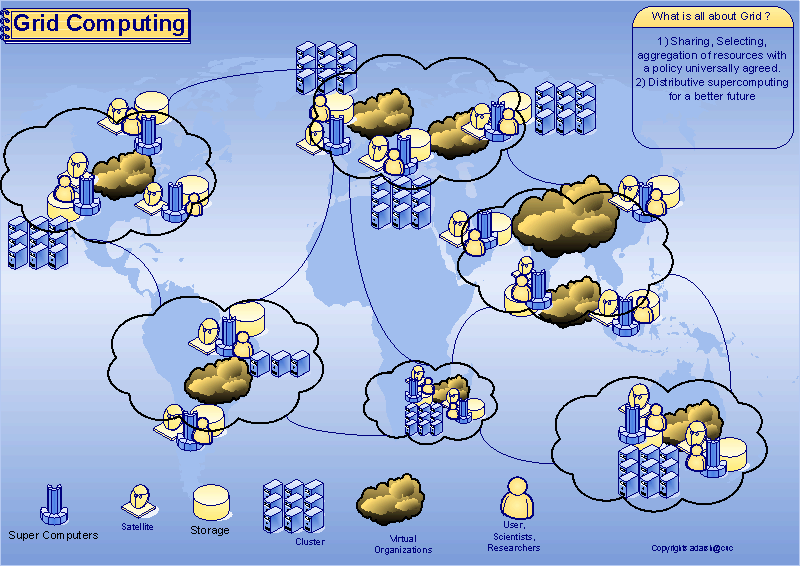 Grid Computing
What is all about Grid ?
1) Sharing, Selecting,
aggregation of resources with
a policy universally agreed.
2) Distributive supercomputing
for a better future
Super Computers
Satellite
Storage
Cluster
Virtual
Organizations
User,
Scientists,
Researchers
Copyrights